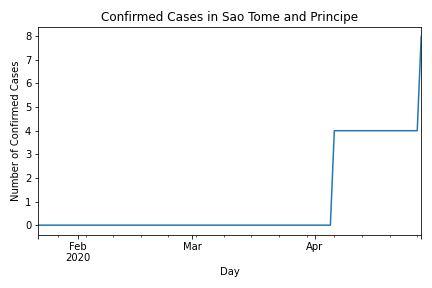 Confirmed Cases in Sao Tome and Principe
Number of Confirmed Cases
8
7
6
5
4
3
2
1
0
Feb
2020
Mar
Apr
Day